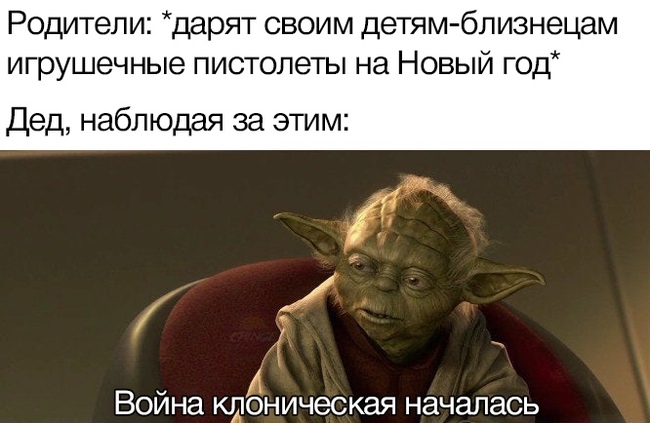 Родители: *дарят своим детям-близнецам
игрушечные пистолеты на Новый год*
Дед, наблюдая за этим:
Война клоническая началась